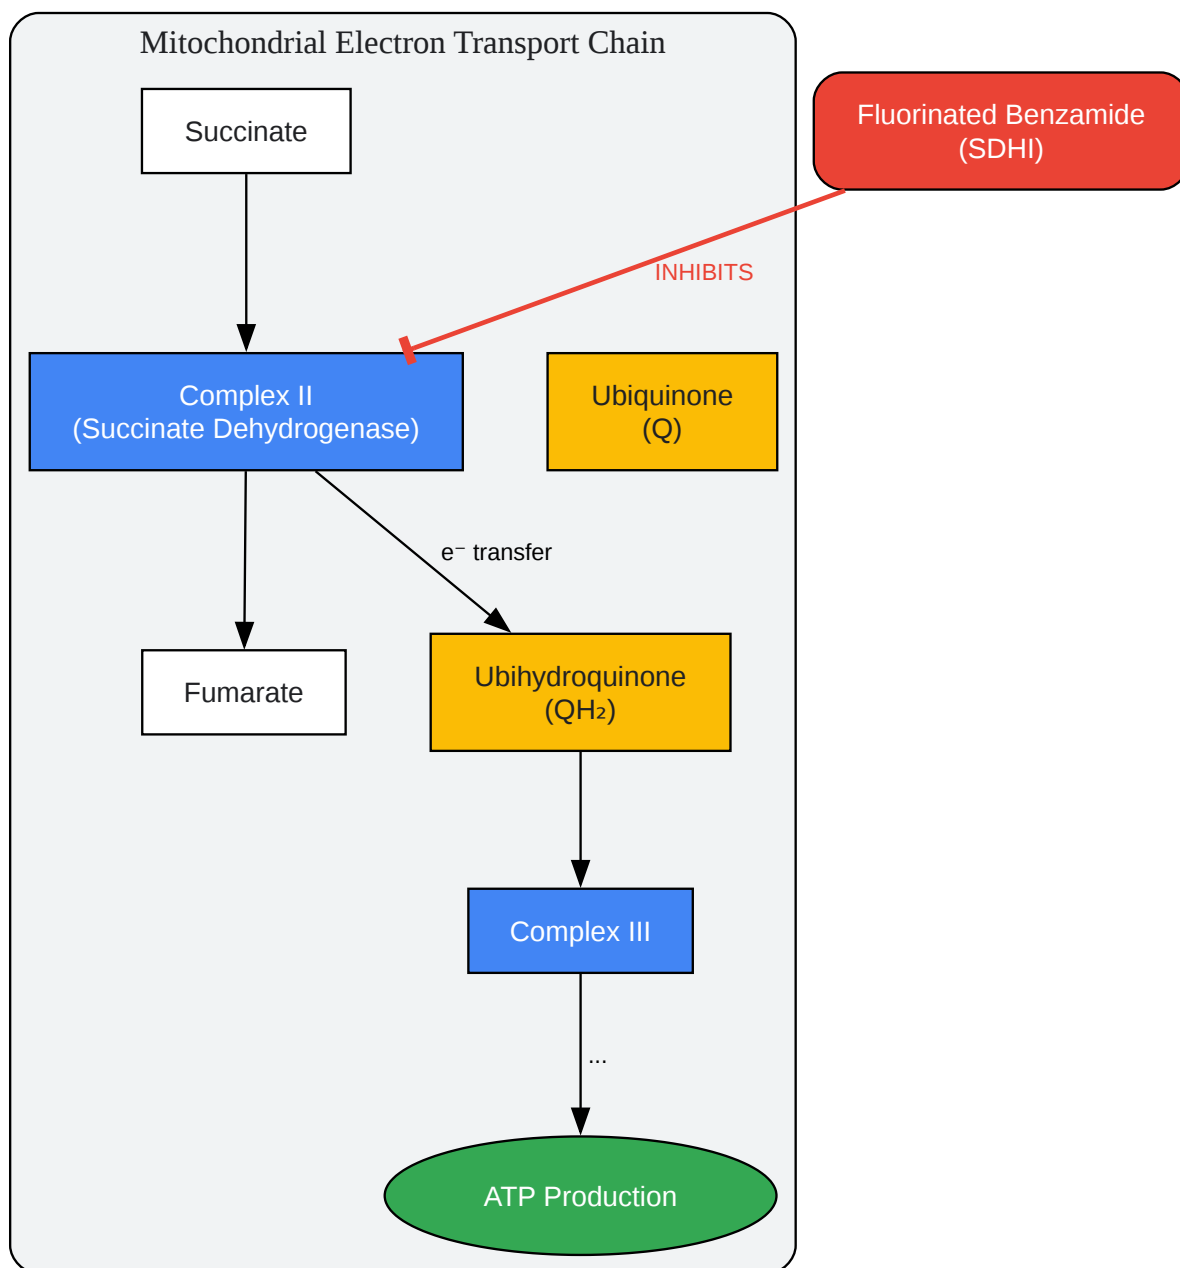 Mitochondrial Electron Transport Chain
Succinate
Fluorinated Benzamide
(SDHI)
INHIBITS
Complex II
(Succinate Dehydrogenase)
Ubiquinone
(Q)
e⁻ transfer
Fumarate
Ubihydroquinone
(QH₂)
Complex III
...
ATP Production